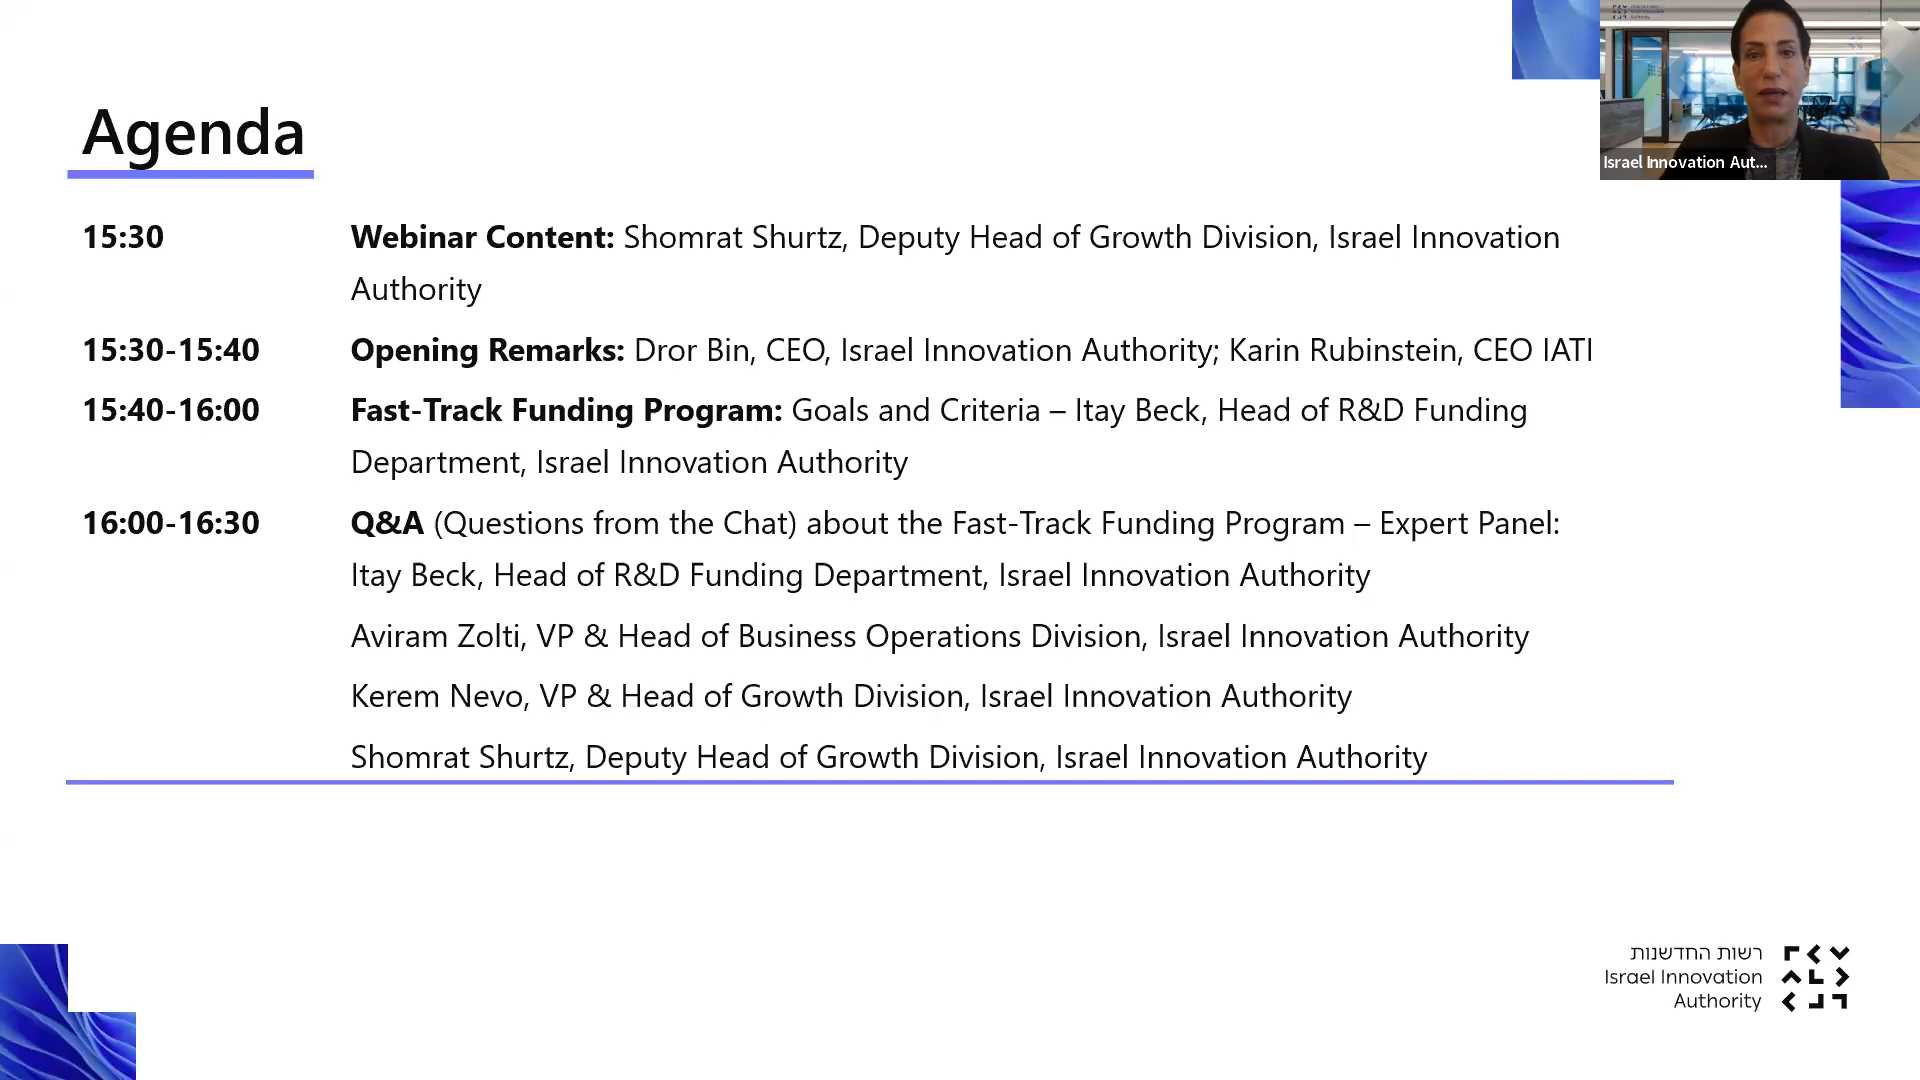 Agenda
15:30 Webinar Content: Shomrat Shurtz, Deputy Head of Growth Division, Israel Innovation
Authority
15:30-15:40 Opening Remarks: Dror Bin, CEO, Israel Innovation Authority; Karin Rubinstein, CEO IATI
15:40-16:00 Fast-Track Funding Program: Goals and Criteria – Itay Beck, Head of R&D Funding
Department, Israel Innovation Authority
16:00-16:30 Q&A (Questions from the Chat) about the Fast-Track Funding Program – Expert Panel:
Itay Beck, Head of R&D Funding Department, Israel Innovation Authority
Aviram Zolti, VP & Head of Business Operations Division, Israel Innovation Authority
Kerem Nevo, VP & Head of Growth Division, Israel Innovation Authority
Shomrat Shurtz, Deputy Head of Growth Division, Israel Innovation Authority
Israel Innovation Aut...
רשות החדשנות
Israel Innovation
Authority